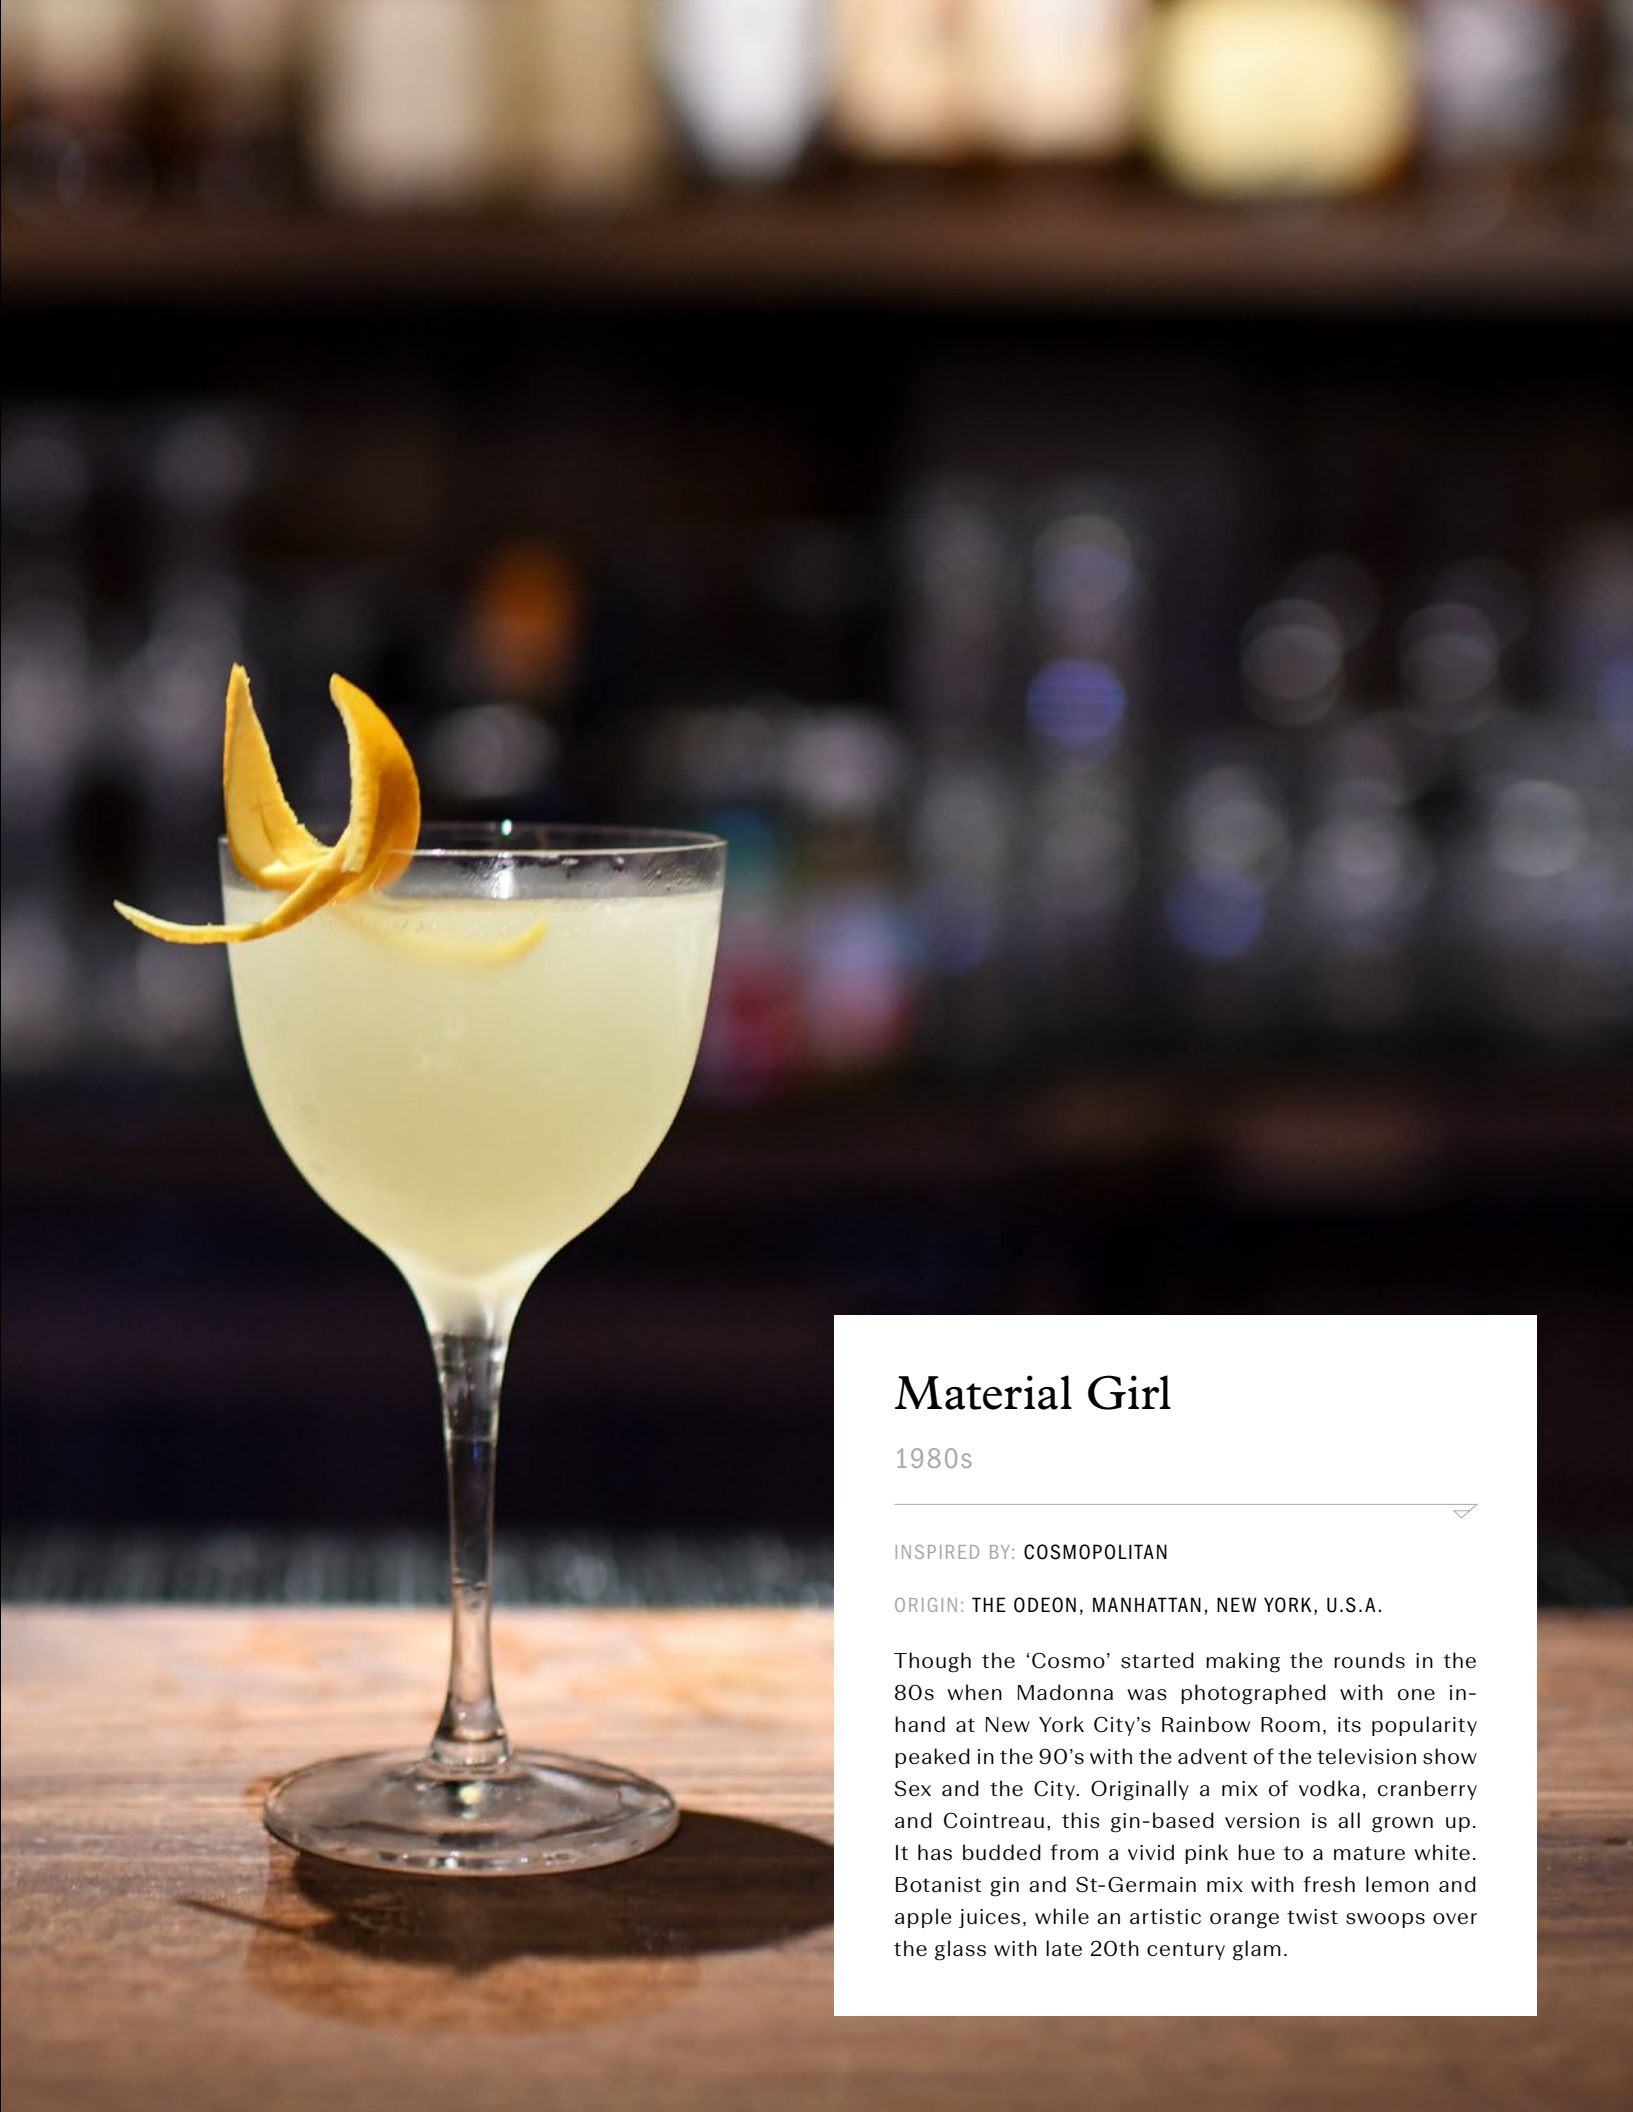 Material Girl
1980s
INSPIRED BY: COSMOPOLITAN
ORIGIN: THE ODEON, MANHATTAN, NEW YORK, U.S.A.
Though the ‘Cosmo’ started making the rounds in the
80s when Madonna was photographed with one in-
hand at New York City’s Rainbow Room, its popularity
peaked in the 90’s with the advent of the television show
Sex and the City. Originally a mix of vodka, cranberry
and Cointreau, this gin-based version is all grown up.
It has budded from a vivid pink hue to a mature white.
Botanist gin and St-Germain mix with fresh lemon and
apple juices, while an artistic orange twist swoops over
the glass with late 20th century glam.